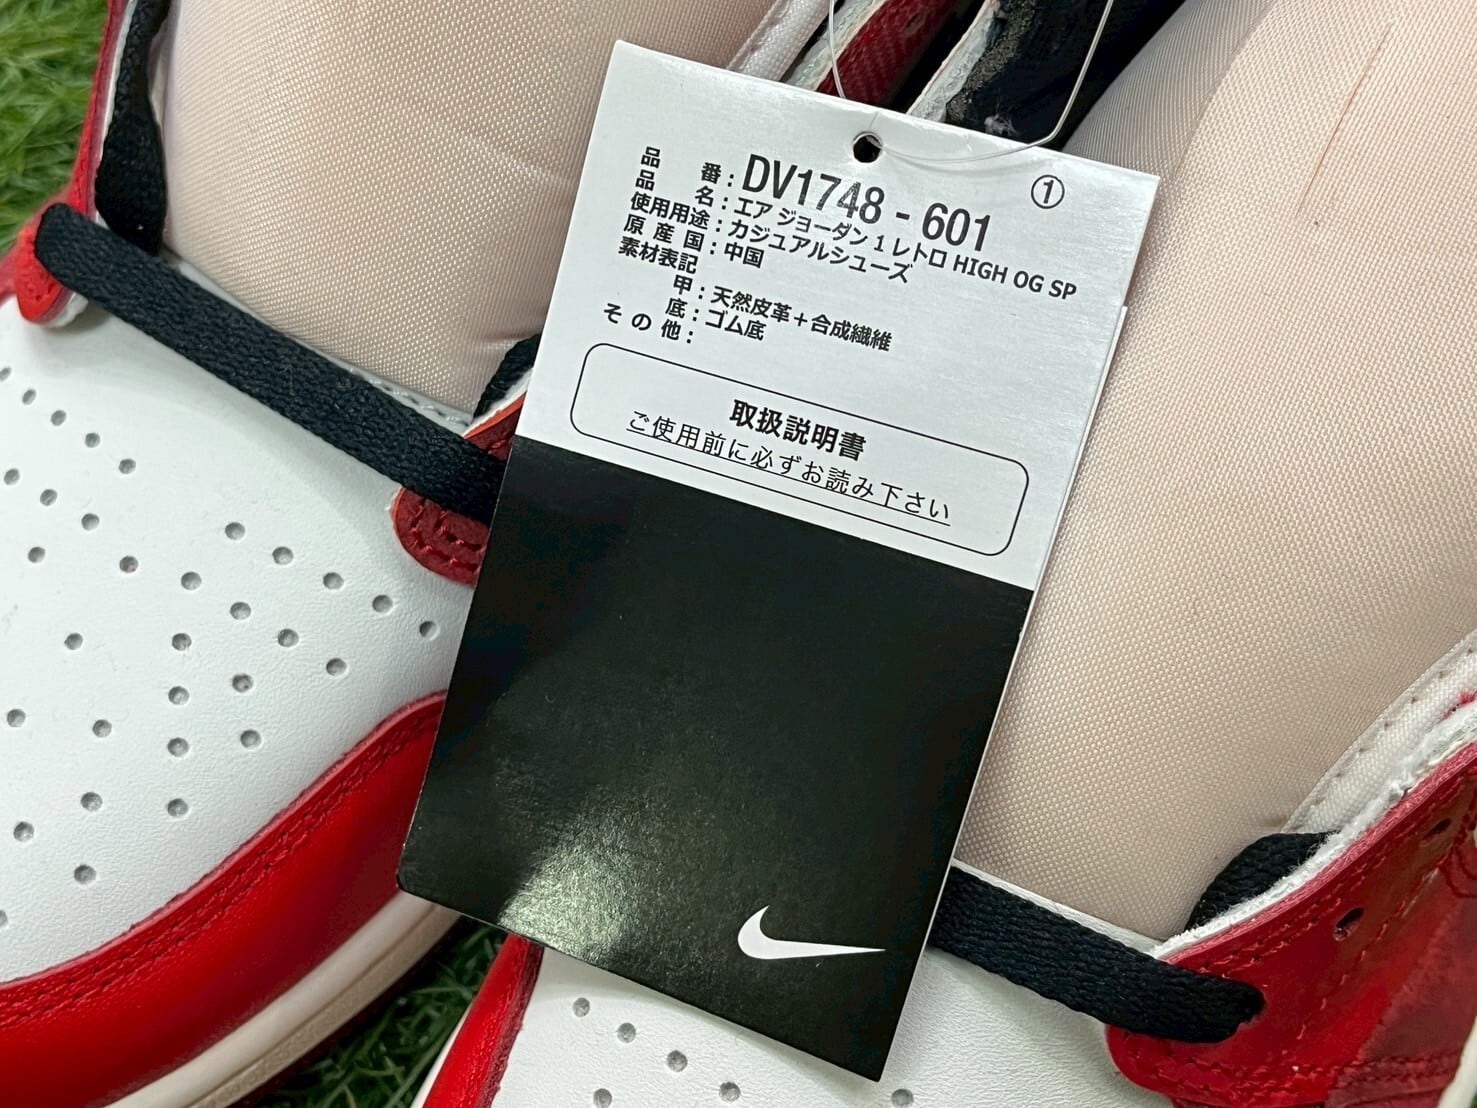 ①
品番：DV1748 - 601
品名：エア ジョーダン 1 レトロ HIGH OG SP
使用用途：カジュアルシューズ
原産国：中国
素材表記
甲：天然皮革＋合成繊維
底：ゴム底
その他：
取扱説明書
ご使用前に必ずお読み下さい